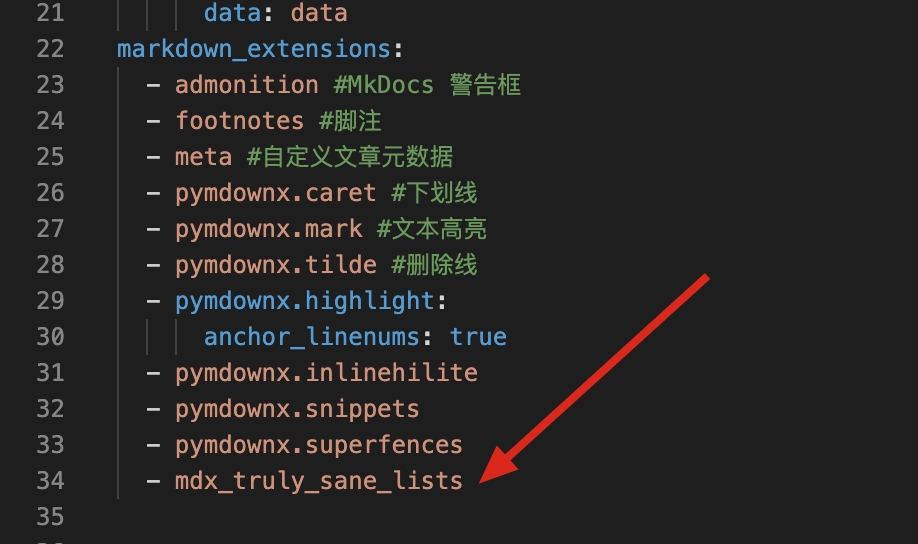 21 data: data
22 markdown_extensions:
23 - admonition #MkDocs 警告框
24 - footnotes #脚注
25 - meta #自定义文章元数据
26 - pymdownx.caret #下划线
27 - pymdownx.mark #文本高亮
28 - pymdownx.tilde #删除线
29 - pymdownx.highlight:
30 anchor_linenums: true
31 - pymdownx.inlinehilite
32 - pymdownx.snippets
33 - pymdownx.superfences
34 - mdx_truly_sane_lists
35